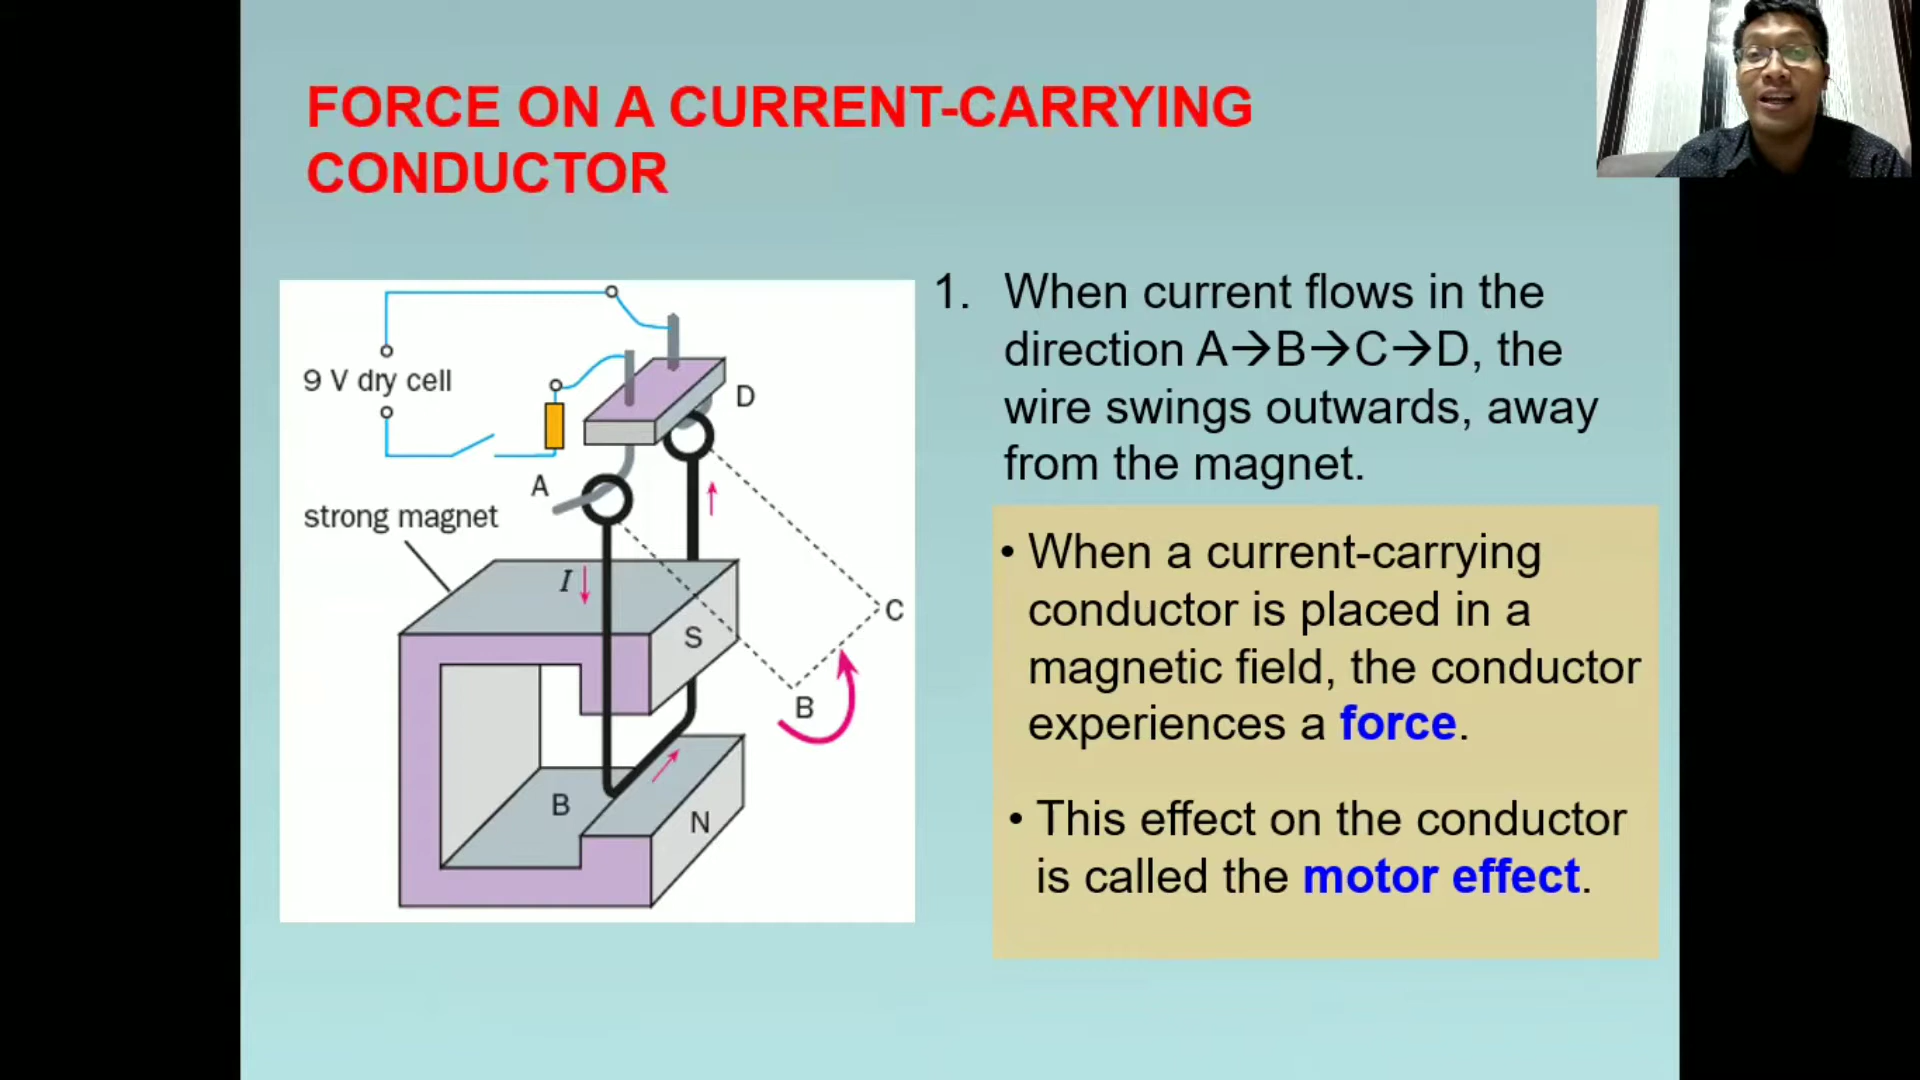 FORCE ON A CURRENT-CARRYING
CONDUCTOR
9 V dry cell
D
A
strong magnet
I
S
C
B
B
N
1. When current flows in the
direction A→B→C→D, the
wire swings outwards, away
from the magnet.
• When a current-carrying
conductor is placed in a
magnetic field, the conductor
experiences a force.
• This effect on the conductor
is called the motor effect.